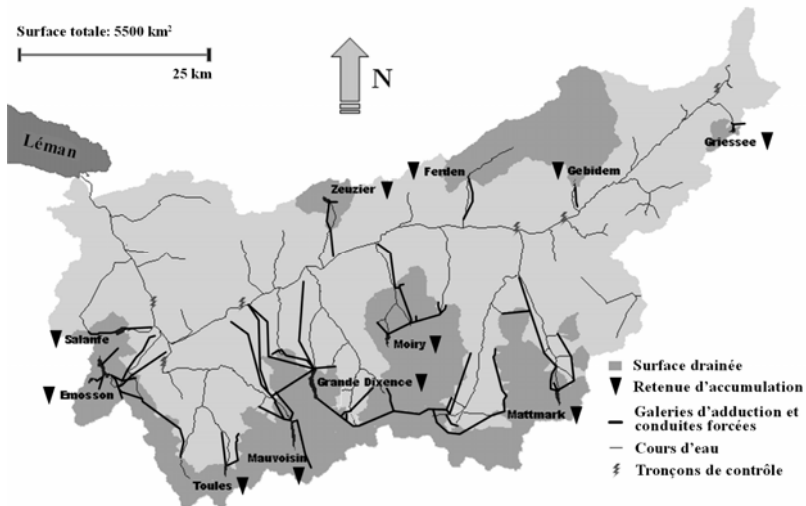 Surface totale: 5500 km²
25 km
N
Léman
Griessee
Ferden
Gebidem
Zeuzier
Salanfe
Moiry
Emosson
Grande Dixence
Mattmark
Mauvoisin
Toules
Surface drainée
Retenue d'accumulation
Galeries d'adduction et
conduites forcées
Cours d'eau
Tronçons de contrôle